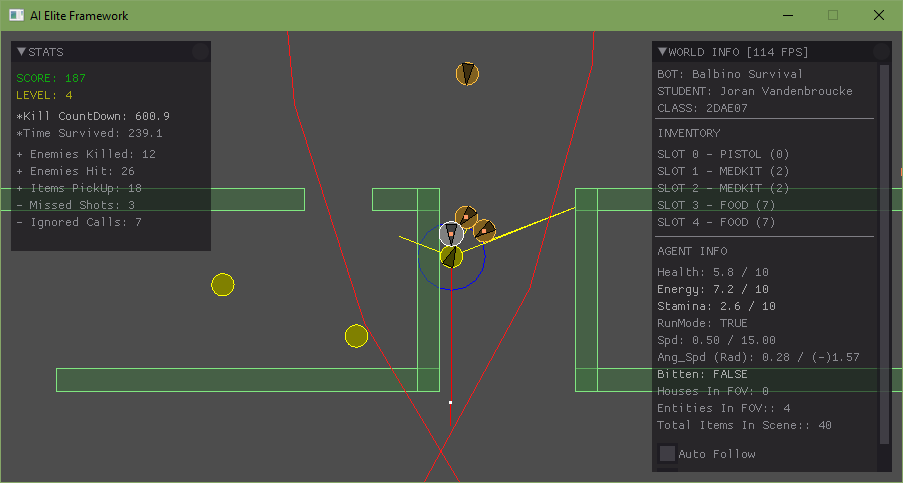 AI Elite Framework
STATS
SCORE: 187
LEVEL: 4
*Kill CountDown: 600.9
*Time Survived: 239.1
+ Enemies Killed: 12
+ Enemies Hit: 26
+ Items PickUp: 18
- Missed Shots: 3
- Ignored Calls: 7
WORLD INFO [114 FPS]
BOT: Balbino Survival
STUDENT: Joran Vandenbroucke
CLASS: 2DAE07
INVENTORY
SLOT 0 - PISTOL (0)
SLOT 1 - MEDKIT (2)
SLOT 2 - MEDKIT (2)
SLOT 3 - FOOD (7)
SLOT 4 - FOOD (7)
AGENT INFO
Health: 5.8 / 10
Energy: 7.2 / 10
Stamina: 2.6 / 10
RunMode: TRUE
Spd: 0.50 / 15.00
Ang_Spd (Rad): 0.28 / (-)1.57
Bitten: FALSE
Houses In FOV: 0
Entities In FOV:: 4
Total Items In Scene:: 40
Auto Follow